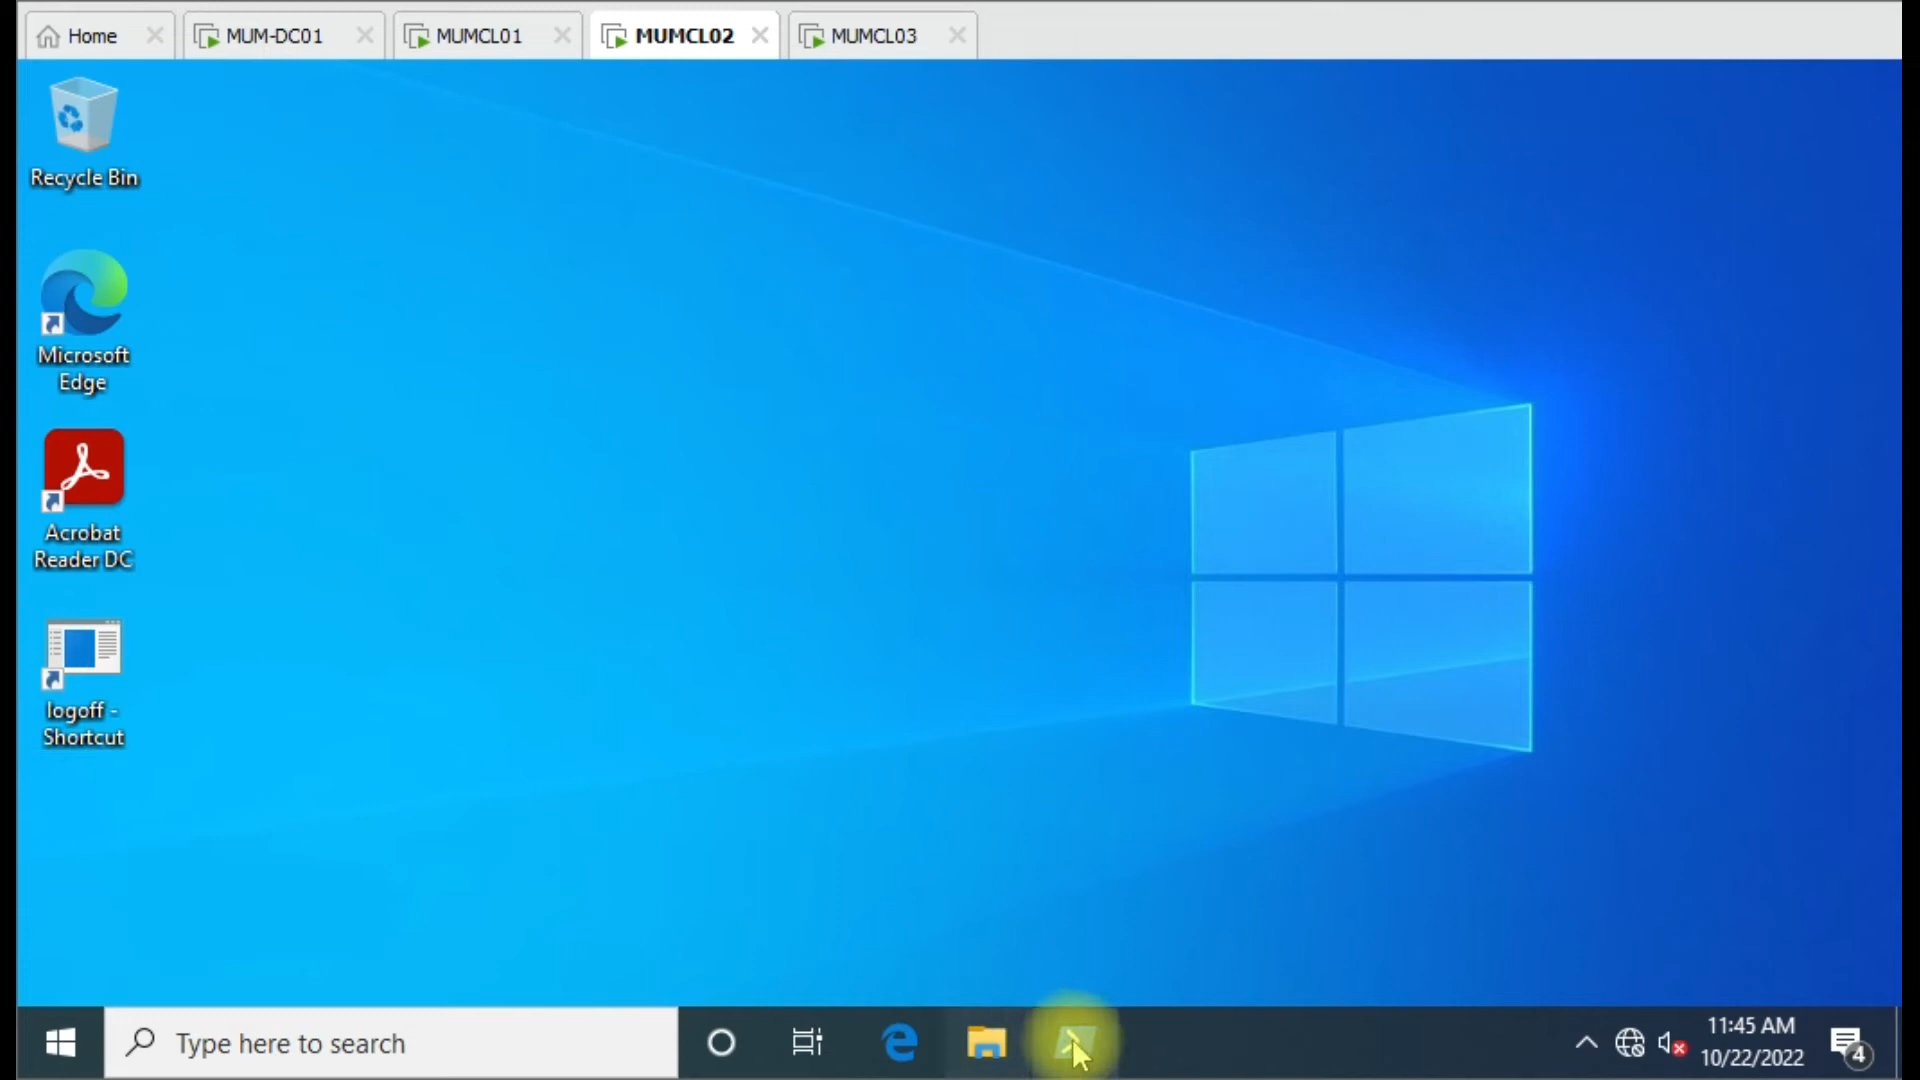 Home
MUM-DC01
MUMCL01
MUMCL02
MUMCL03
Recycle Bin
Microsoft
Edge
Acrobat
Reader DC
logoff -
Shortcut
Type here to search
11:45 AM
10/22/2022
4